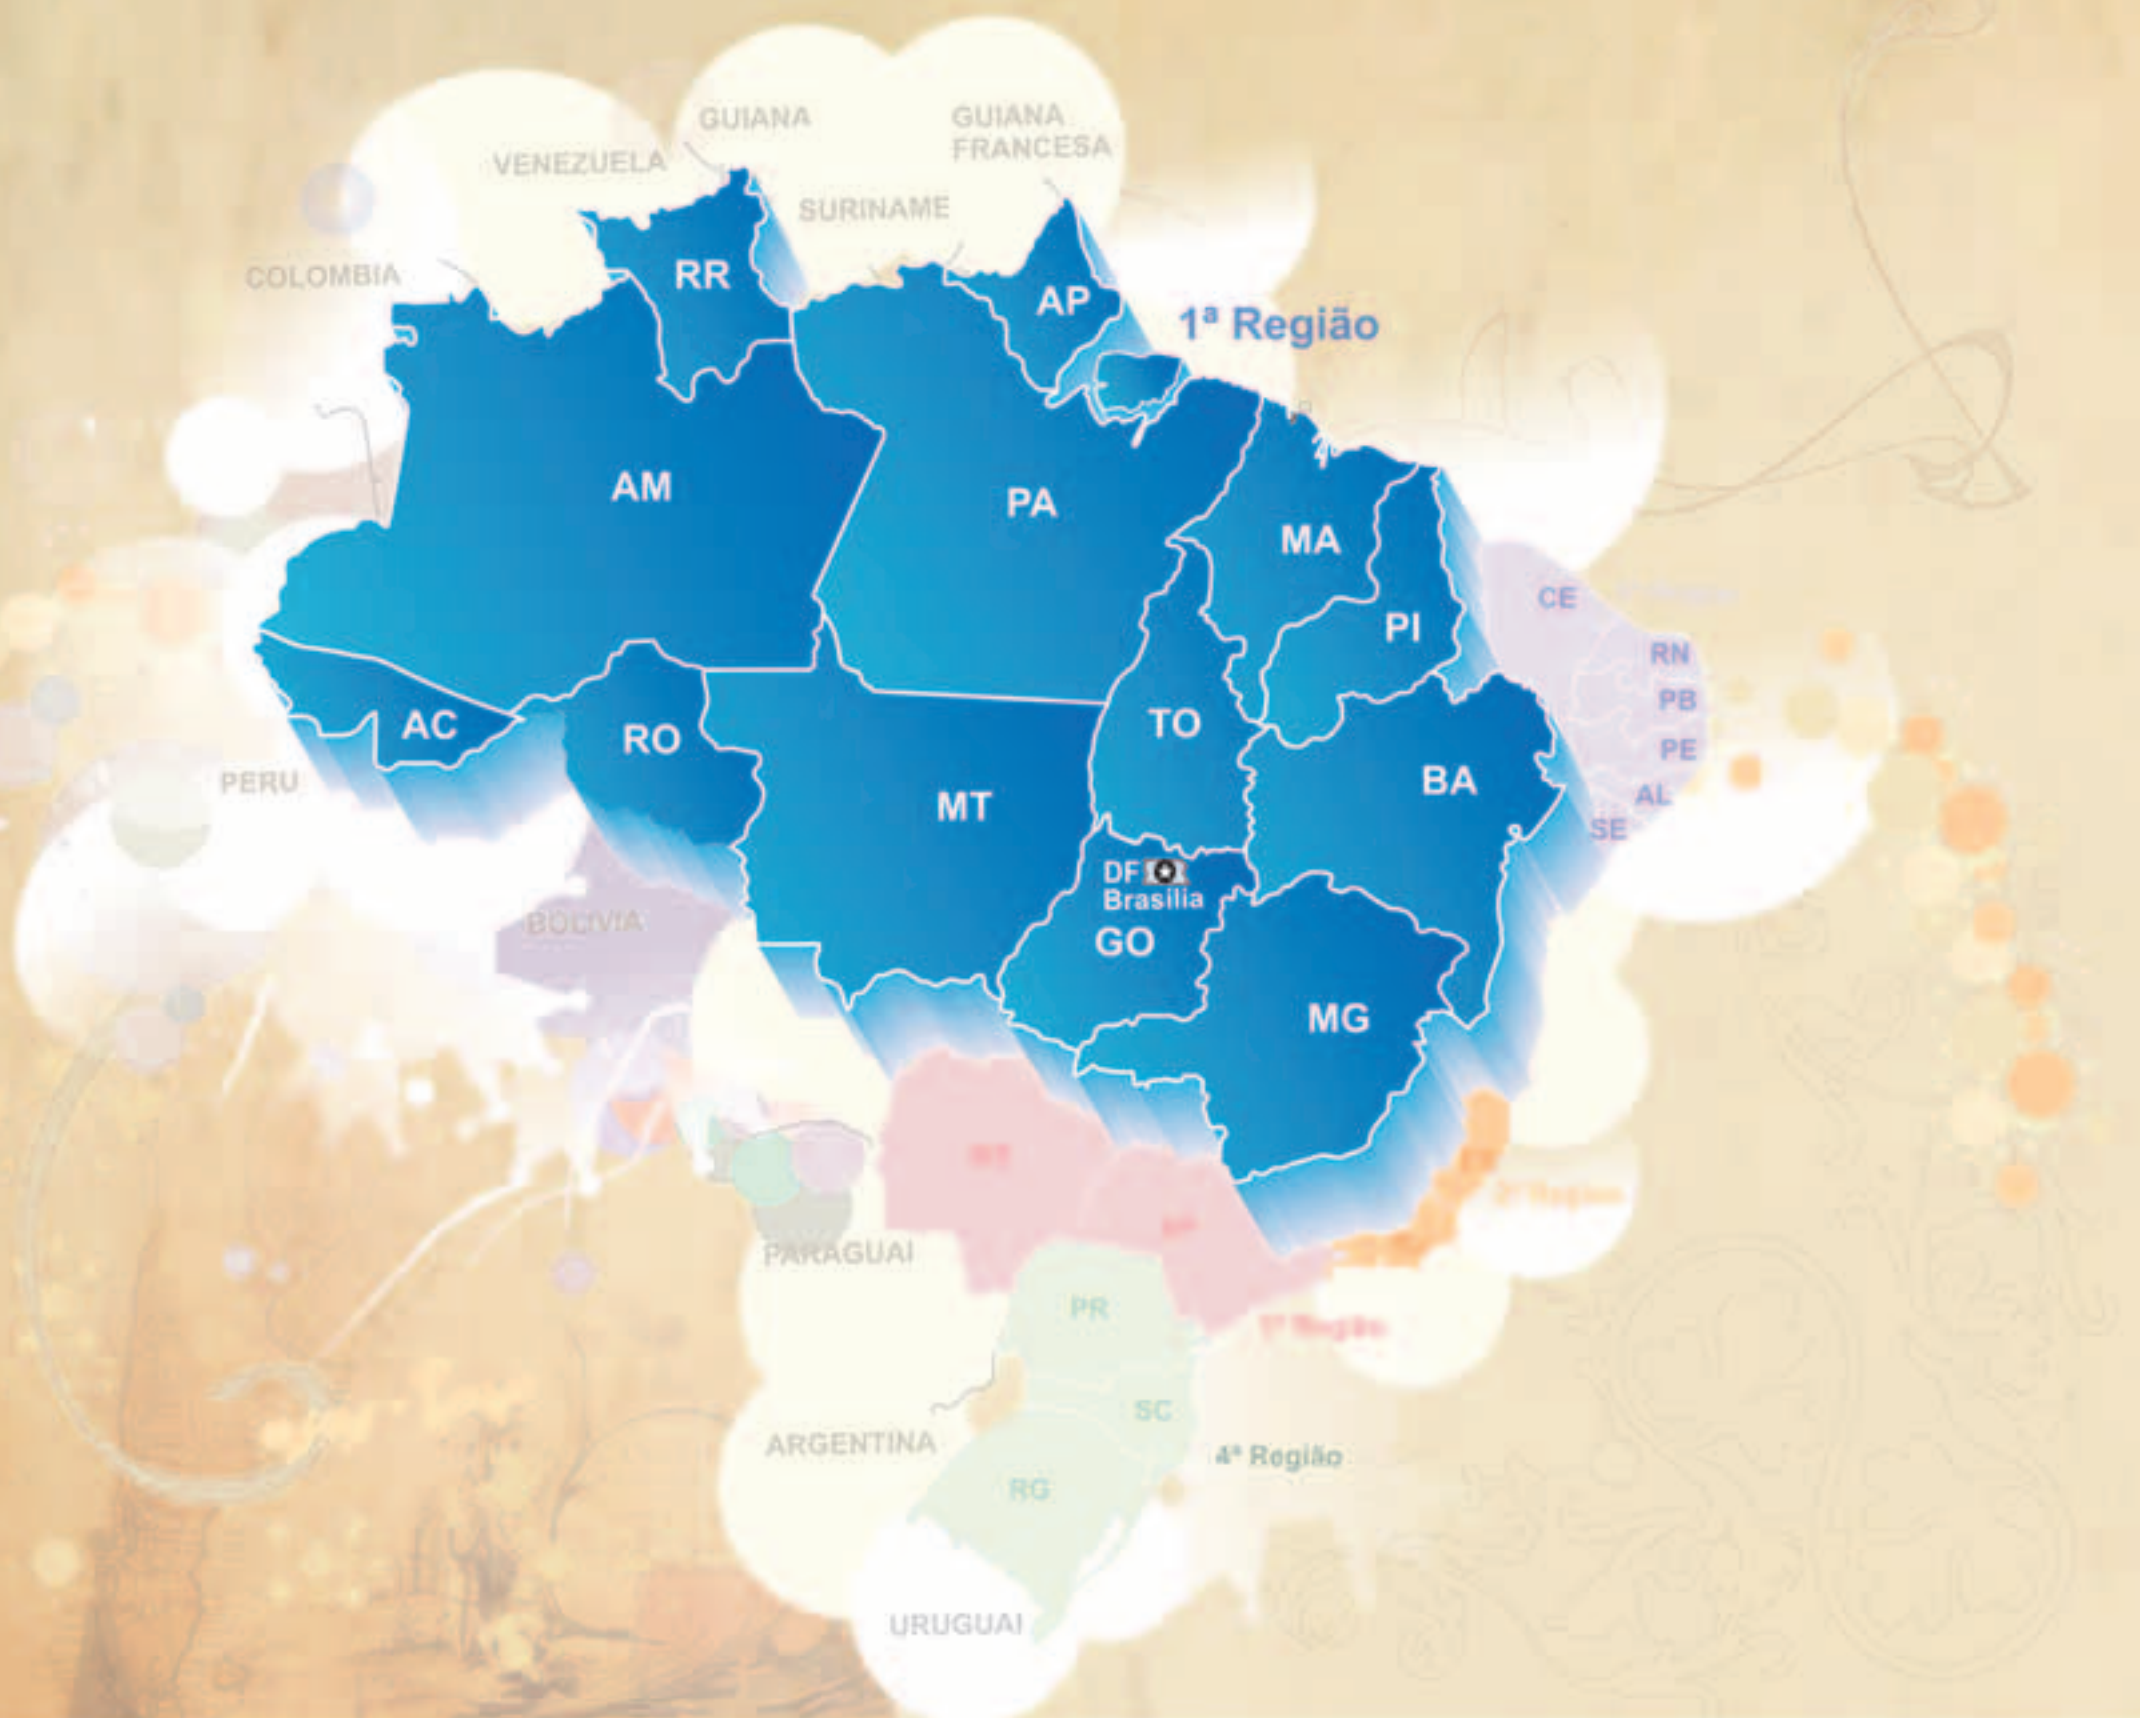 GUIANA
GUIANA
FRANCESA
VENEZUELA
SURINAME
COLOMBIA
RR
AP
1ª Região
AM
PA
MA
CE
PI
RN
PB
AC
RO
TO
PE
PERU
BA
AL
MT
SE
DF
Brasília
BOLIVIA
GO
MG
PARAGUAI
PR
SC
ARGENTINA
4ª Região
RG
URUGUAI